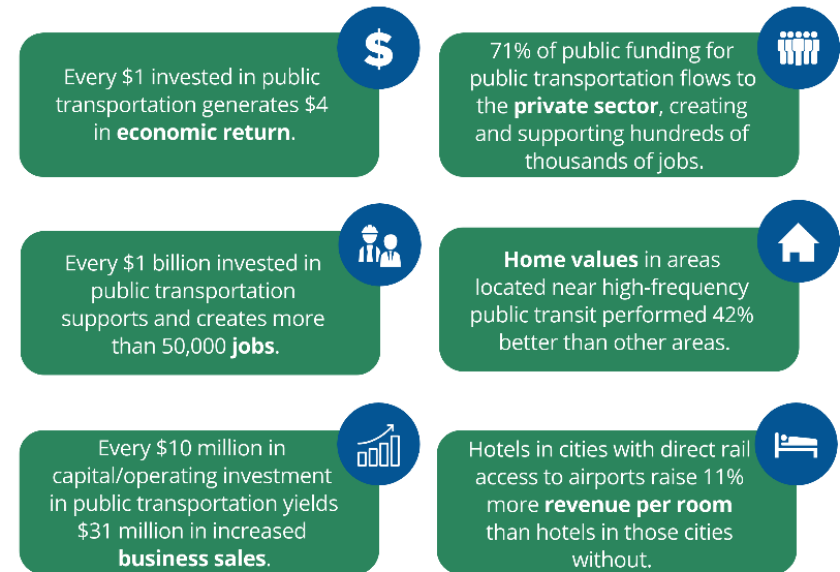 $
Every $1 invested in public
transportation generates $4
in economic return.
71% of public funding for
public transportation flows to
the private sector, creating
and supporting hundreds of
thousands of jobs.
Every $1 billion invested in
public transportation
supports and creates more
than 50,000 jobs.
Home values in areas
located near high-frequency
public transit performed 42%
better than other areas.
Every $10 million in
capital/operating investment
in public transportation yields
$31 million in increased
business sales.
Hotels in cities with direct rail
access to airports raise 11%
more revenue per room
than hotels in those cities
without.